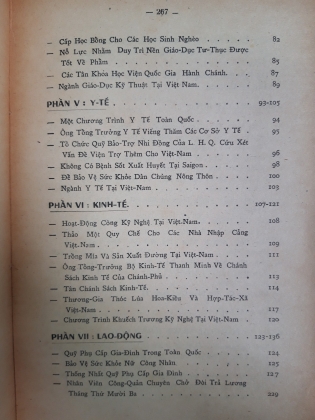 — 267 —
— Cấp Học Bổng Cho Các Học Sinh Nghèo . . . . . 82
— Nỗ Lực Nhằm Duy Trì Nền Giáo-Dục Tư-Thục Được
Tốt Về Phẩm . . . . . . . . . 85
— Các Tân Khóa Học Viện Quốc Gia Hành Chánh. . . 87
— Ngành Giáo-Dục Kỹ Thuật Tại Việt-Nam. . . . . 89
PHẦN V : Y-TẾ . . . . . . . . . . 93-105
— Một Chương Trình Y Tế Toàn Quốc. . . . . . 94
— Ông Tổng Trưởng Y Tế Viếng Thăm Các Cơ Sở Y Tế . 95
— Tổ Chức Quỹ Bảo-Trợ Nhi Đồng Của L. H. Q. Cứu Xét
Vấn Đề Viện Trợ Thêm Cho Việt-Nam . . . . . 96
— Không Có Bệnh Sốt Xuất Huyết Tại Saigon . . . . . 98
— Để Bảo Vệ Sức Khỏe Dân Chúng Nông Thôn . . . . 100
— Ngành Y Tế Tại Việt-Nam . . . . . . . 103
PHẦN VI : KINH-TẾ. . . . . . . . . 107-121
— Hoạt-Động Công Kỹ Nghệ Tại Việt-Nam. . . . . 108
— Thảo Một Quy Chế Cho Các Nhà Nhập Cảng
Việt-Nam . . . . . . . . . . 109
— Trồng Mía Và Sản Xuất Đường Tại Việt-Nam . . . . 111
— Ông Tổng-Trưởng Bộ Kinh-Tế Thanh Minh Về Chánh
Sách Kinh Tế Của Chánh-Phủ . . . . . . 113
— Tân Chánh Sách Kinh-Tế. . . . . . . . 114
— Thương-Gia Thóc Lúa Hoa-Kiều Và Hợp-Tác-Xã
Việt-Nam . . . . . . . . . . 117
— Chương Trình Khuếch Trương Kỹ Nghệ Tại Việt-Nam . 120
PHẦN VII : LAO-ĐỘNG . . . . . . . . 123-136
— Quỹ Phụ Cấp Gia-Đình Trong Toàn Quốc . . . . 124
— Bảo Vệ Sức Khỏe Nữ Công Nhân . . . . . . 125
— Thống Nhất Quỹ Phụ Cấp Gia Đình . . . . . 127
— Nhân Viên Công-Quản Chuyên Chở Đòi Trả Lương
Tháng Thứ Mười Ba . . . . . . . . 129